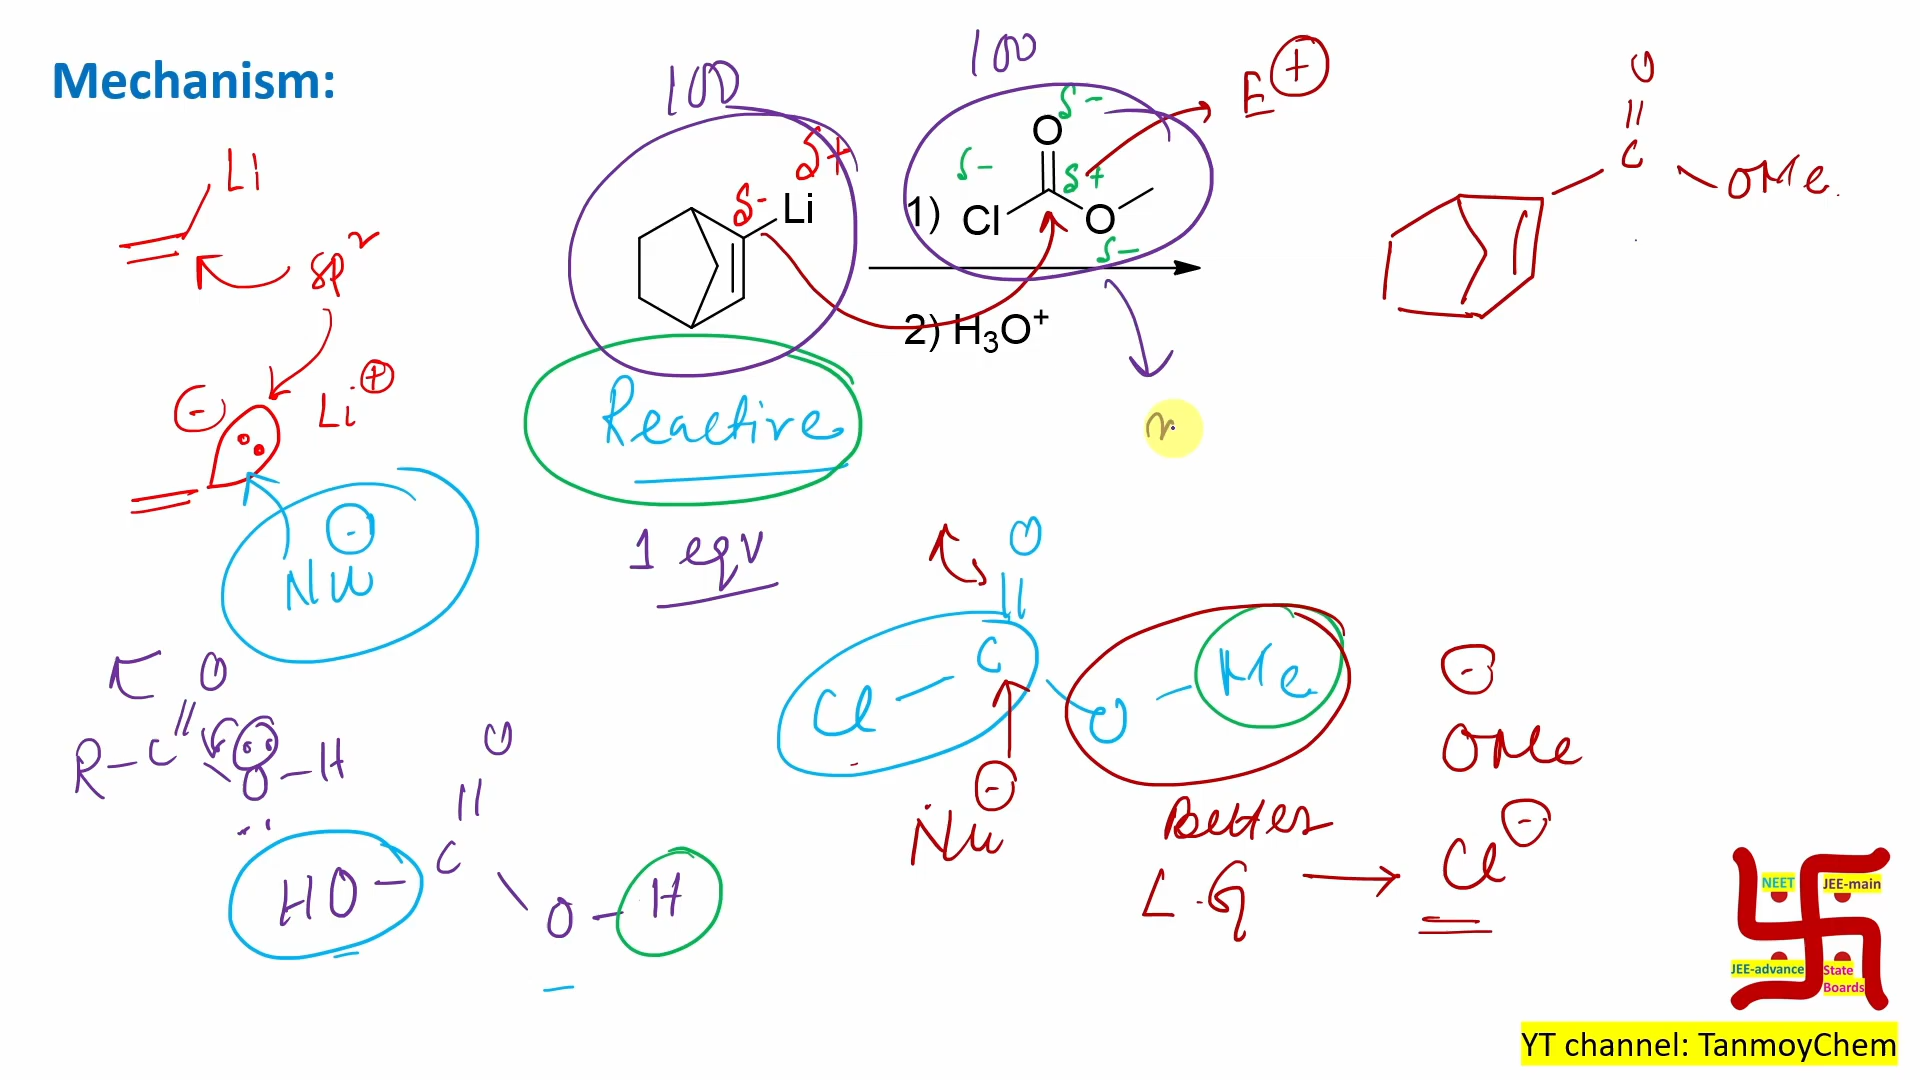 Mechanism:
100
100
E+
δ-
O
δ-
δ+
Cl
O
δ-
1)
2) H₃O⁺
δ-
δ+
Li
O
||
C
OMe.
Li
sp²
-
Li+
Reactive
1 eqv
-
Nu
O
||
Cl – C
O – Me
-
Nu
Better
L.G → Cl-
-
OMe
O
R–C
O–H
O
||
HO – C
O – H
NEET
JEE-main
JEE-advance
State
Boards
YT channel: TanmoyChem